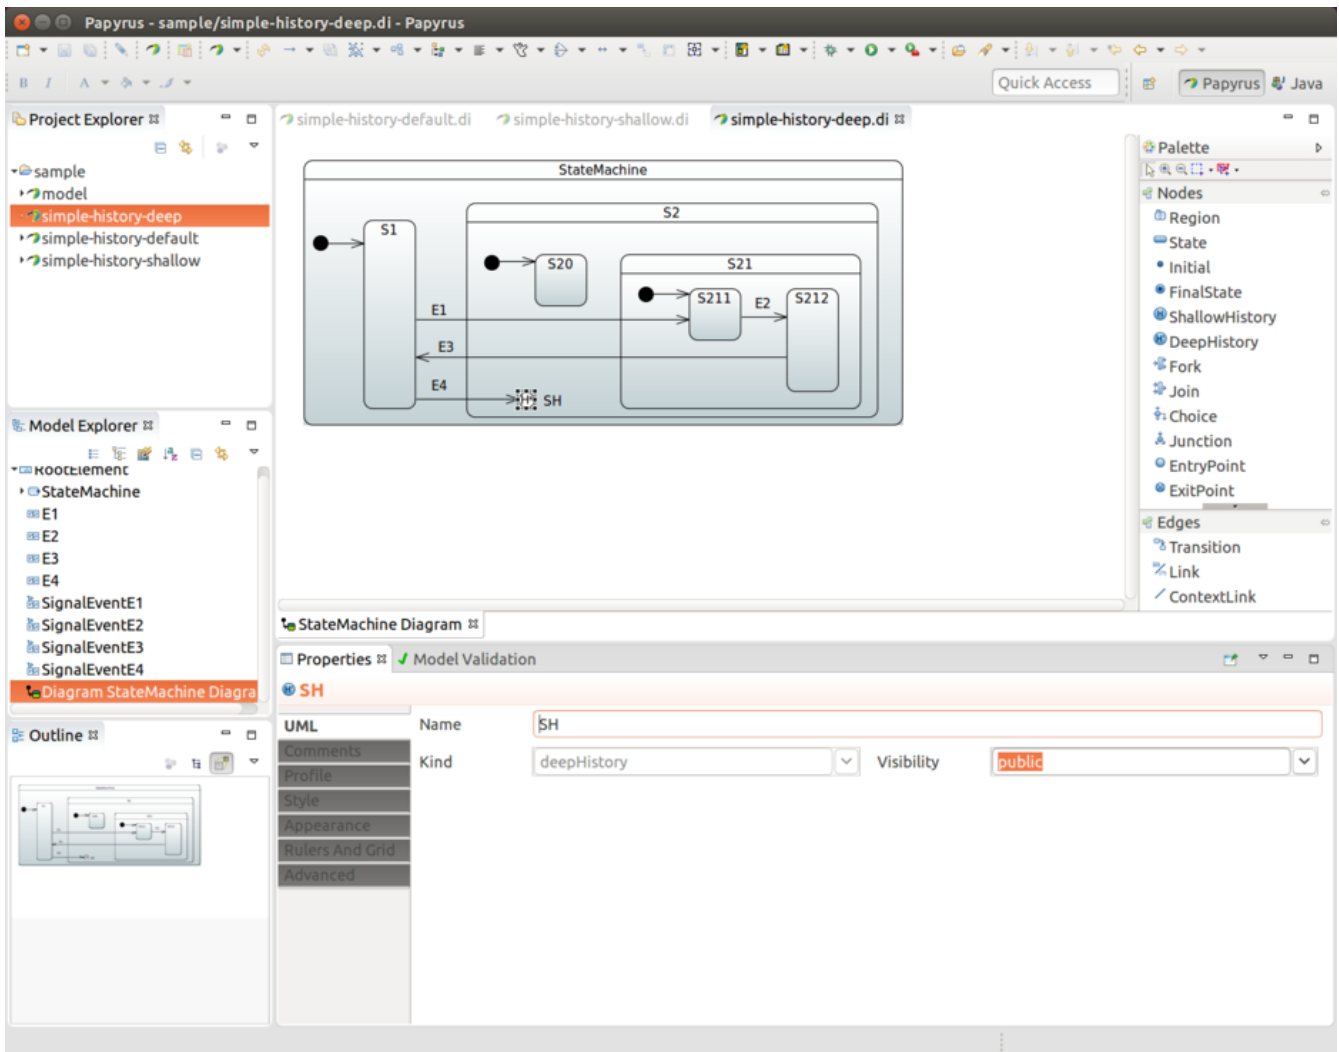 Papyrus - sample/simple-history-deep.di - Papyrus
B I A
Quick Access
Papyrus
Java
Project Explorer
sample
model
simple-history-deep
simple-history-default
simple-history-shallow
simple-history-default.di
simple-history-shallow.di
simple-history-deep.di
StateMachine
S1
S2
S20
S21
S211
E2
S212
E1
E3
E4
SH
Palette
Nodes
Region
State
Initial
FinalState
ShallowHistory
DeepHistory
Fork
Join
Choice
Junction
EntryPoint
ExitPoint
Edges
Transition
Link
ContextLink
Model Explorer
RootElement
StateMachine
E1
E2
E3
E4
SignalEventE1
SignalEventE2
SignalEventE3
SignalEventE4
Diagram StateMachine Diagra
Outline
StateMachine Diagram
Properties
Model Validation
SH
UML
Comments
Profile
Style
Appearance
Rulers And Grid
Advanced
Name
SH
Kind
deepHistory
Visibility
public